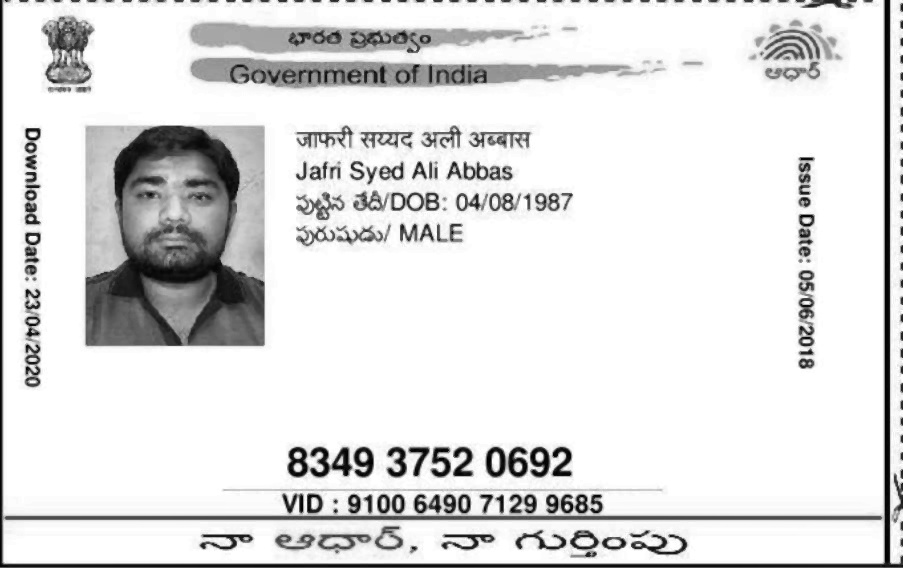 భారత ప్రభుత్వం
Government of India
ఆధార్
Download Date: 23/04/2020
जाफरी सय्यद अली अब्बास
Jafri Syed Ali Abbas
పుట్టిన తేదీ/DOB: 04/08/1987
పురుషుడు/ MALE
Issue Date: 05/06/2018
8349 3752 0692
VID : 9100 6490 7129 9685
నా ఆధార్, నా గుర్తింపు